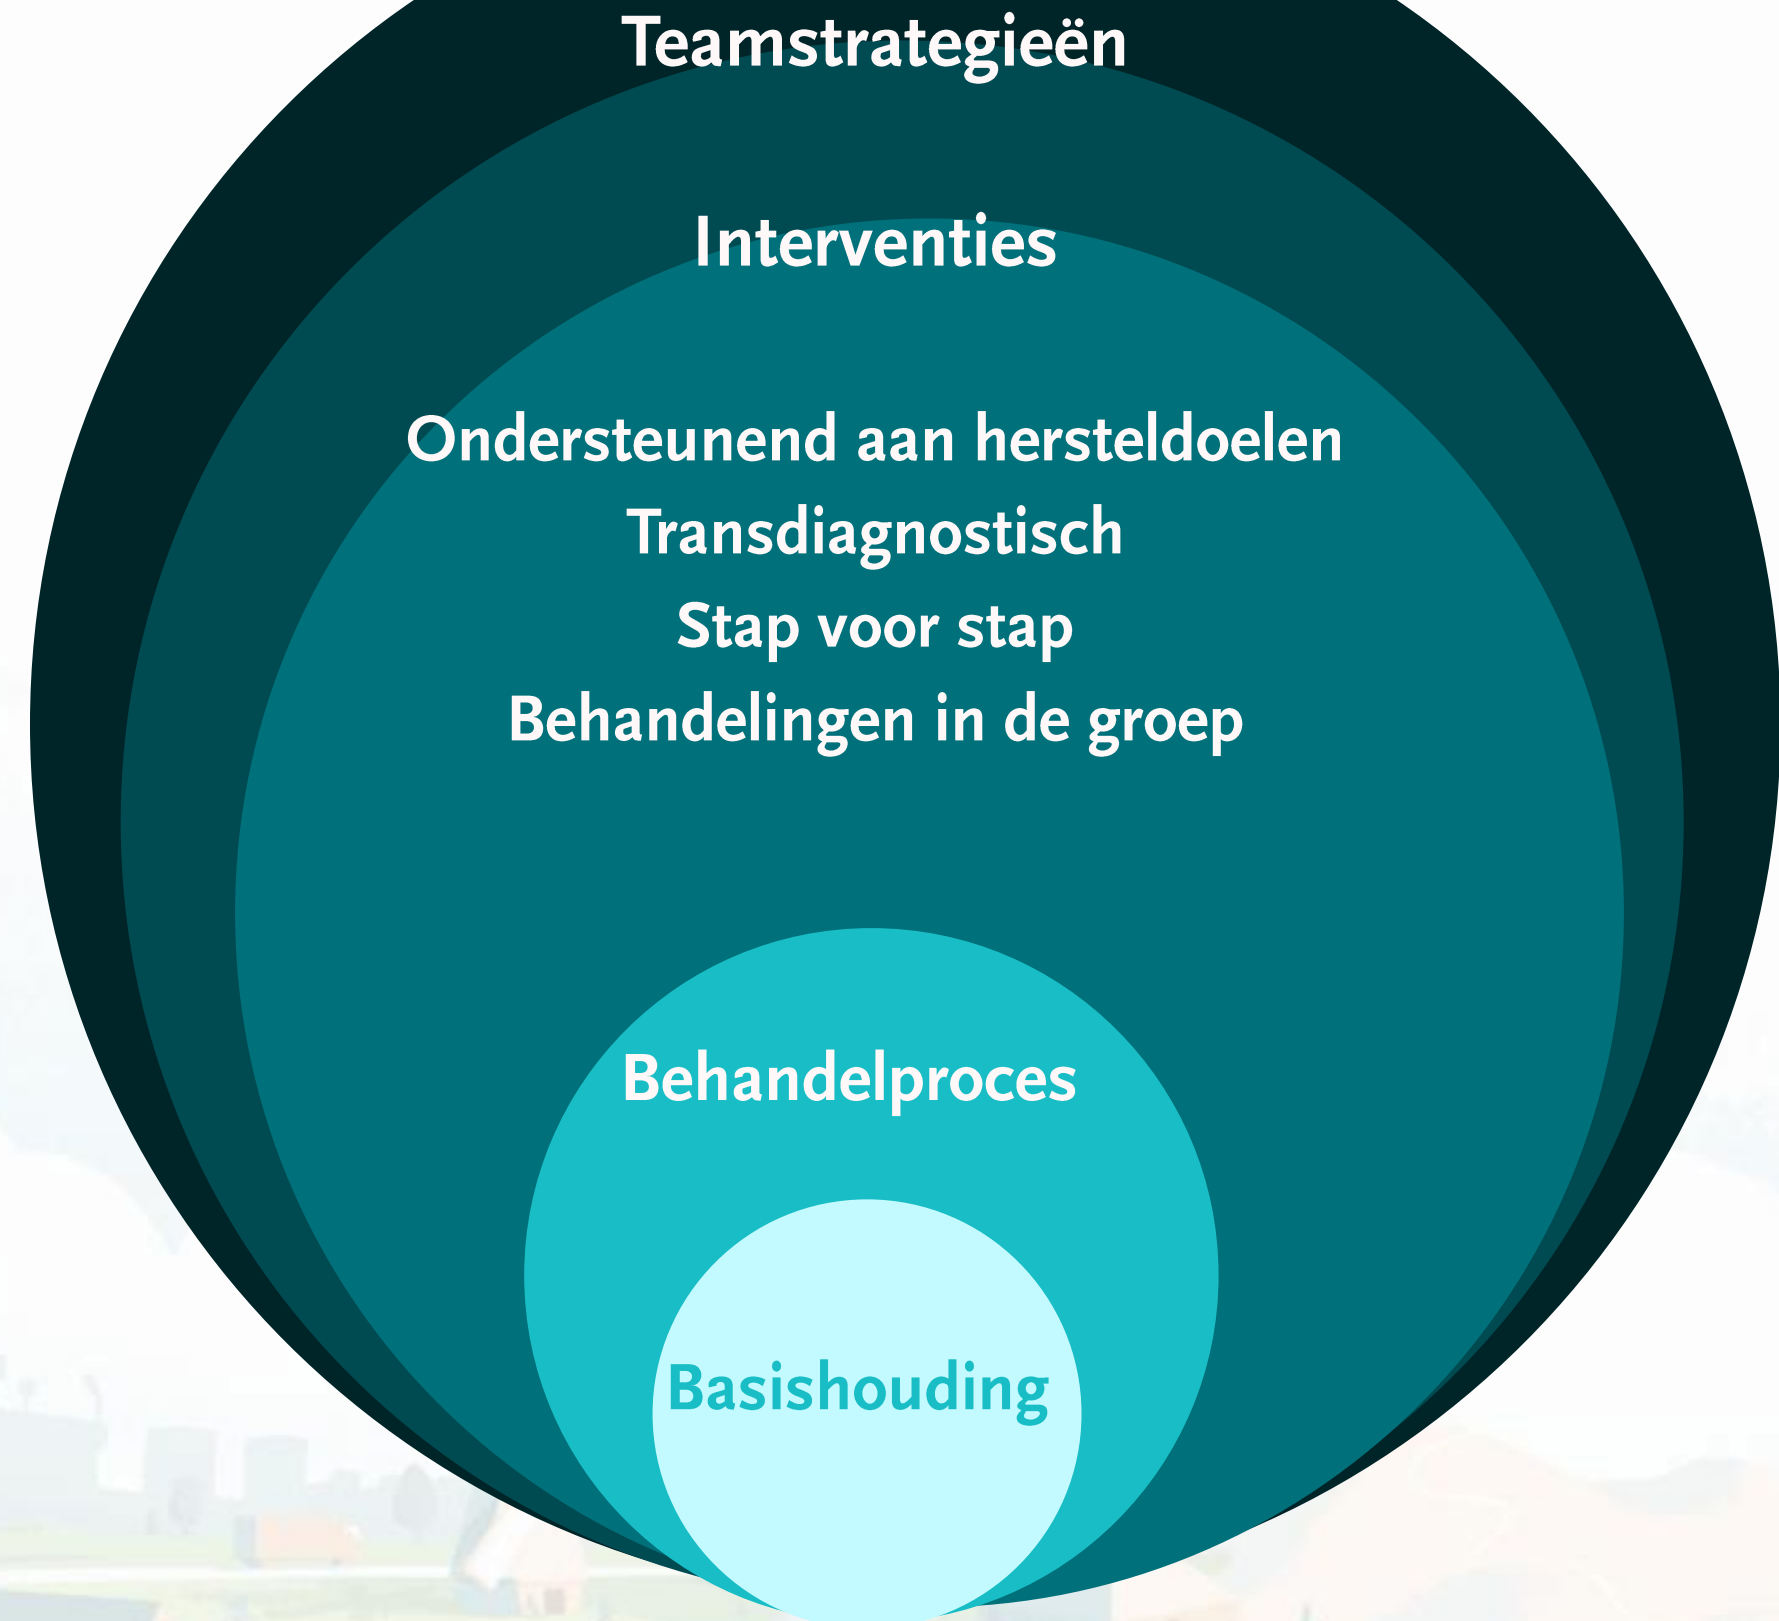 Teamstrategieën
Interventies
Ondersteunend aan hersteldoelen
Transdiagnostisch
Stap voor stap
Behandelingen in de groep
Behandelproces
Basishouding